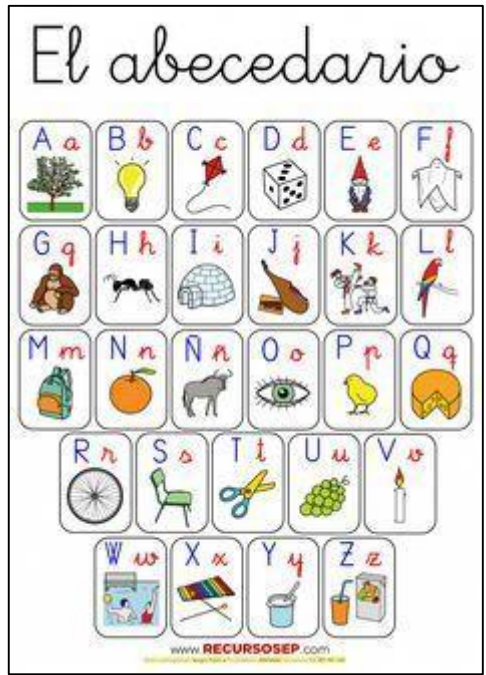 El abecedario
A a B b C c D d E e F f
G g H h I i J j K k L l
M m N n Ñ ñ O o P p Q q
R r S s T t U u V v
W w X x Y y Z z
www.RECURSOSEP.com